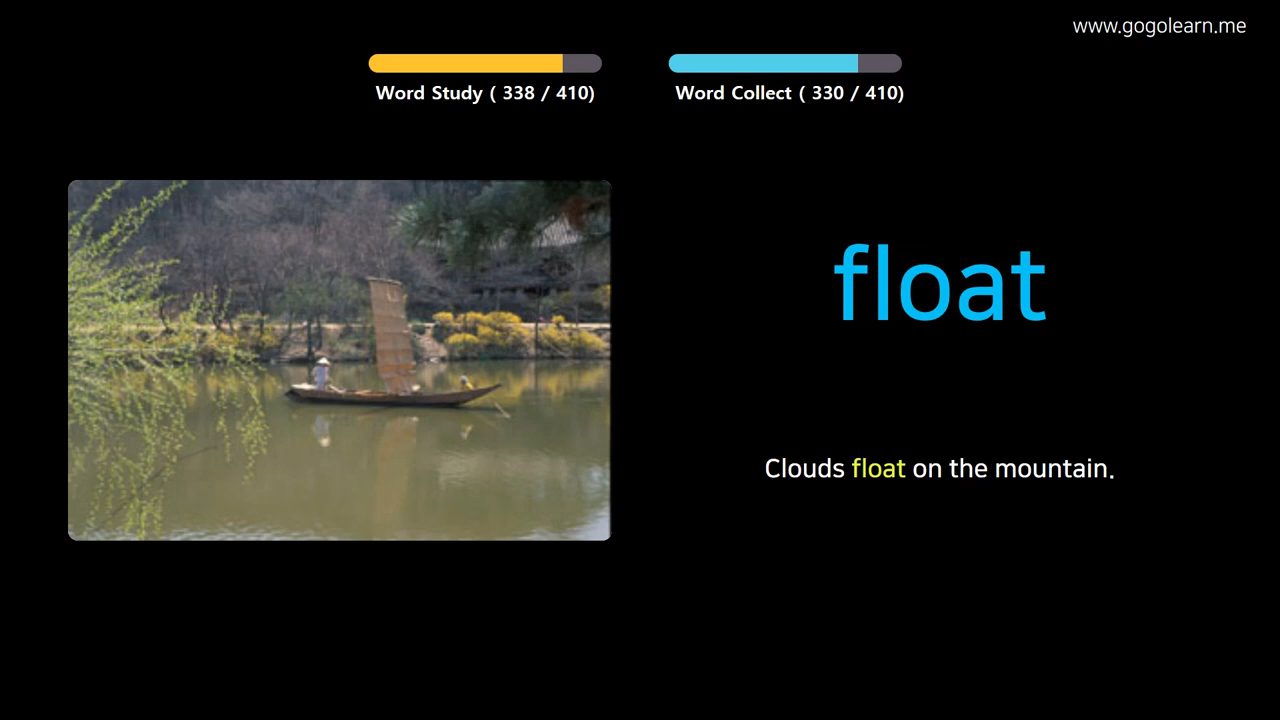 www.gogolearn.me
Word Study ( 338 / 410)
Word Collect ( 330 / 410)
float
Clouds float on the mountain.